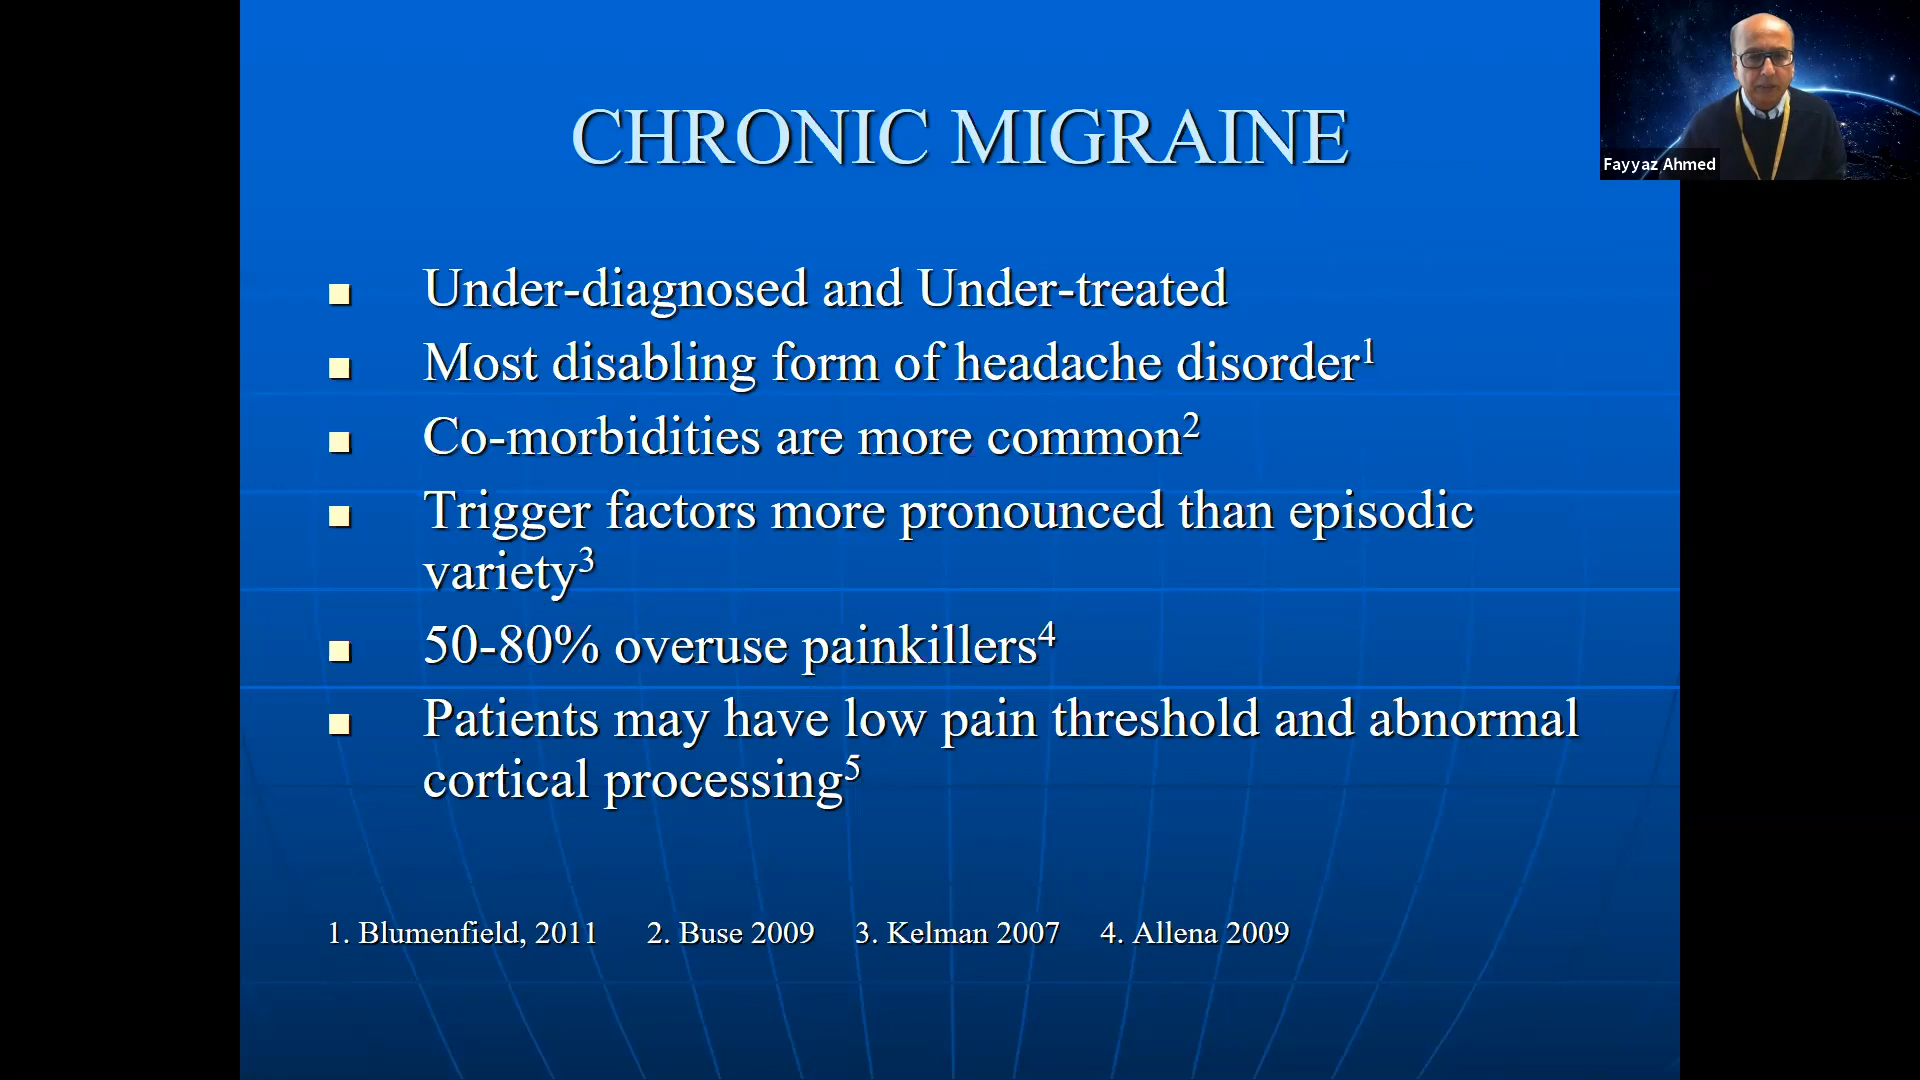 CHRONIC MIGRAINE
Fayyaz Ahmed
Under-diagnosed and Under-treated
Most disabling form of headache disorder1
Co-morbidities are more common2
Trigger factors more pronounced than episodic
variety3
50-80% overuse painkillers4
Patients may have low pain threshold and abnormal
cortical processing5
1. Blumenfield, 2011 2. Buse 2009 3. Kelman 2007 4. Allena 2009